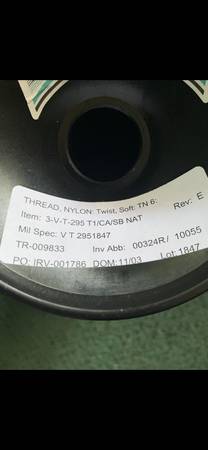 THREAD, NYLON: Twist, Soft: TN 6:
Item: 3-V-T-295 T1/CA/SB NAT Rev: E
Mil Spec: V T 2951847
TR-009833 Inv Abb: 00324R / 10055
PO: IRV-001786 DOM:11/03 Lot: 1847